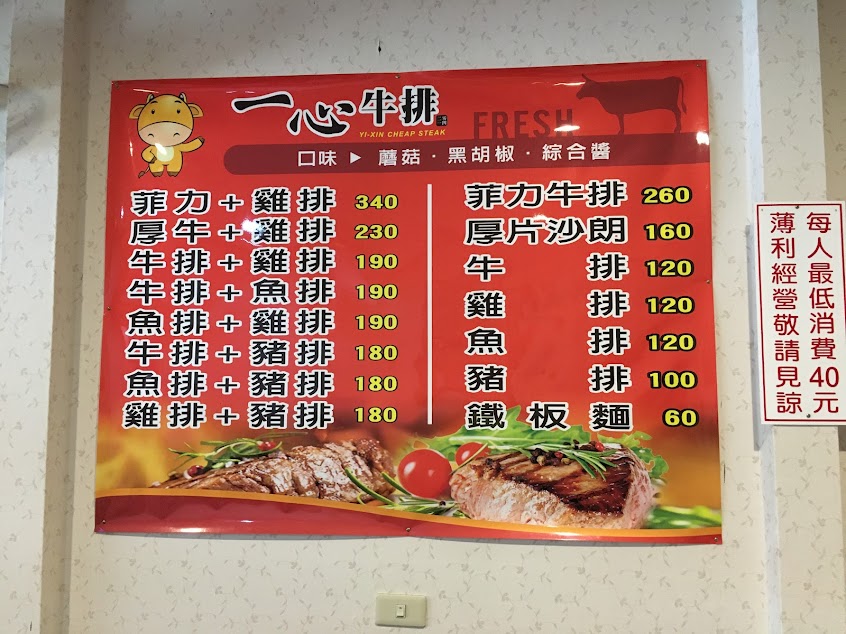 一心牛排
YI-XIN CHEAP STEAK
FRESH
口味 ▶ 蘑菇 · 黑胡椒 · 綜合醬
菲力+雞排 340
厚牛+雞排 230
牛排+雞排 190
牛排+魚排 190
魚排+雞排 190
牛排+豬排 180
魚排+豬排 180
雞排+豬排 180
菲力牛排 260
厚片沙朗 160
牛排 120
雞排 120
魚排 120
豬排 100
鐵板麵 60
每人最低消費40元
薄利經營敬請見諒